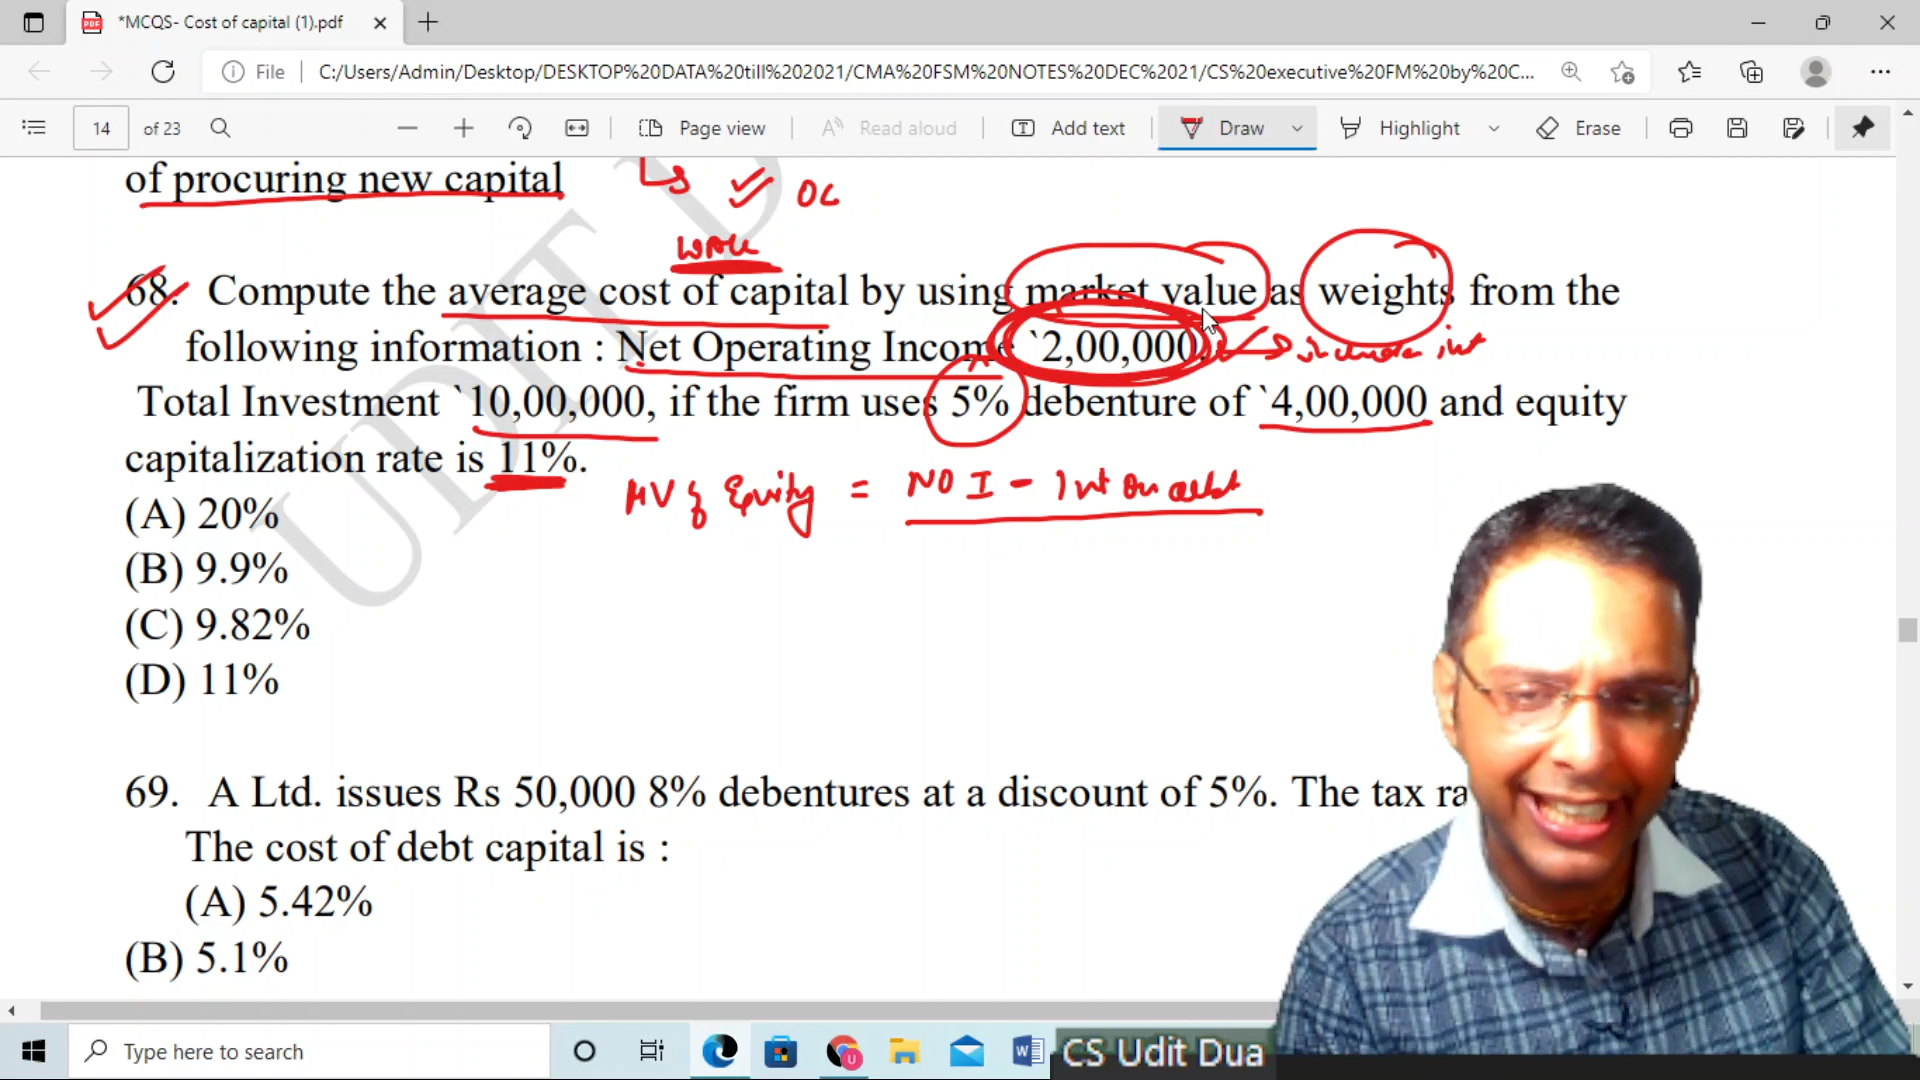 *MCQS- Cost of capital (1).pdf
File
C:/Users/Admin/Desktop/DESKTOP%20DATA%20till%202021/CMA%20FSM%20NOTES%20DEC%2021/CS%20executive%20FM%20by%20C...
14 of 23
Page view
Read aloud
Add text
Draw
Highlight
Erase
of procuring new capital
OC
WACC
68. Compute the average cost of capital by using market value as weights from the
following information : Net Operating Income `2,00,000.
include int
Total Investment `10,00,000, if the firm uses 5% debenture of `4,00,000 and equity
capitalization rate is 11%.
MV of Equity = NOI - Int on debt
(A) 20%
(B) 9.9%
(C) 9.82%
(D) 11%
69. A Ltd. issues Rs 50,000 8% debentures at a discount of 5%. The tax ra
The cost of debt capital is :
(A) 5.42%
(B) 5.1%
UDIT D
Type here to search
CS Udit Dua